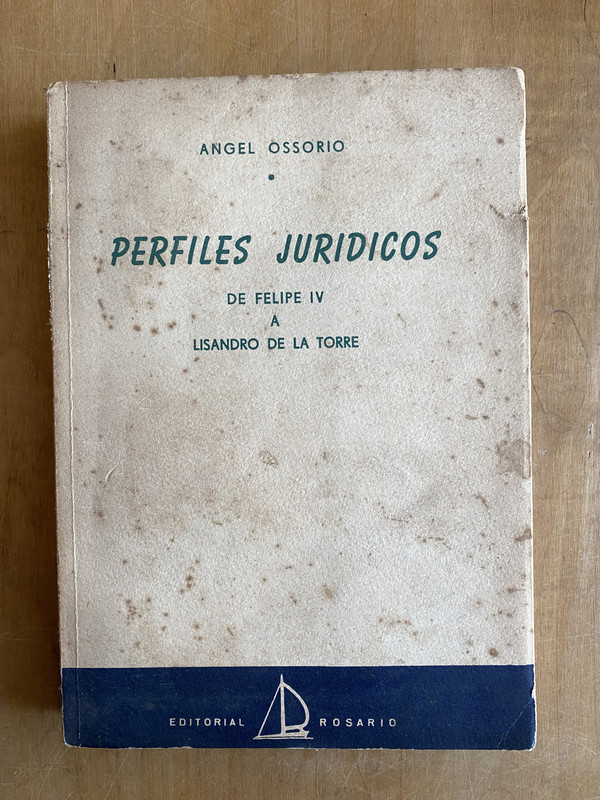 ANGEL OSSORIO
PERFILES JURIDICOS
DE FELIPE IV
A
LISANDRO DE LA TORRE
EDITORIAL ROSARIO